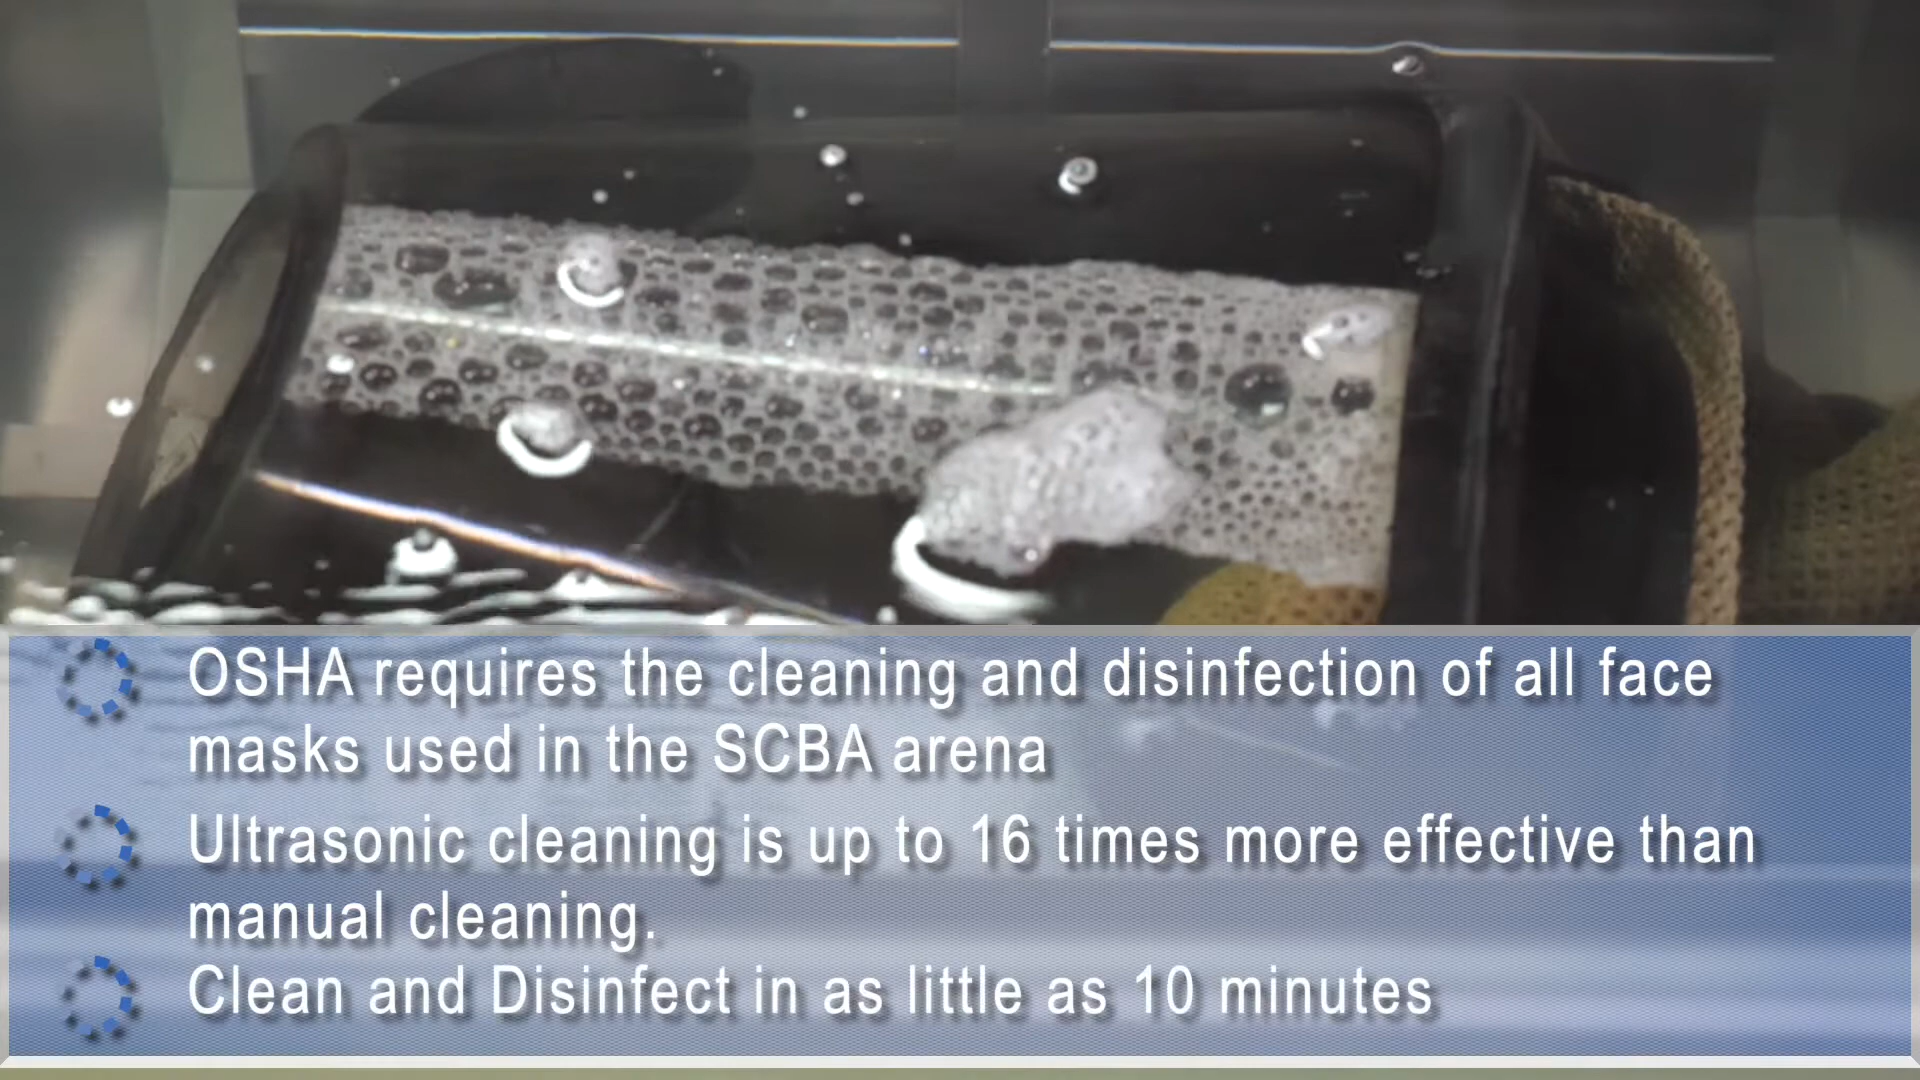 OSHA requires the cleaning and disinfection of all face
masks used in the SCBA arena
Ultrasonic cleaning is up to 16 times more effective than
manual cleaning.
Clean and Disinfect in as little as 10 minutes